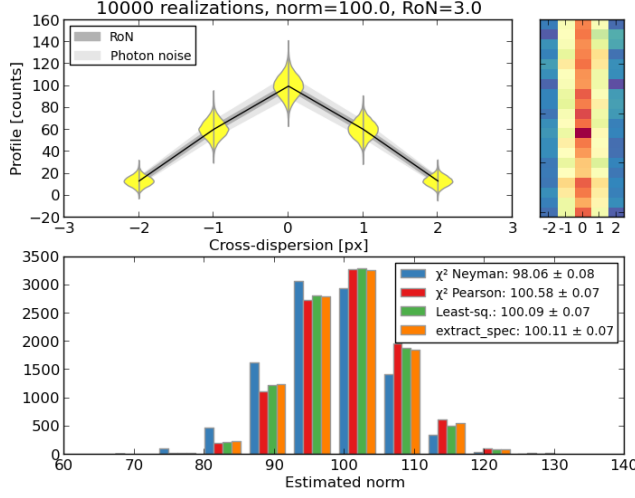 10000 realizations, norm=100.0, RoN=3.0
160
140
120
100
80
60
40
20
0
−20
Profile [counts]
RoN
Photon noise
−3 −2 −1 0 1 2 3
Cross-dispersion [px]
-2 -1 0 1 2
3500
3000
2500
2000
1500
1000
500
0
χ² Neyman: 98.06 ± 0.08
χ² Pearson: 100.58 ± 0.07
Least-sq.: 100.09 ± 0.07
extract_spec: 100.11 ± 0.07
60 70 80 90 100 110 120 130 140
Estimated norm